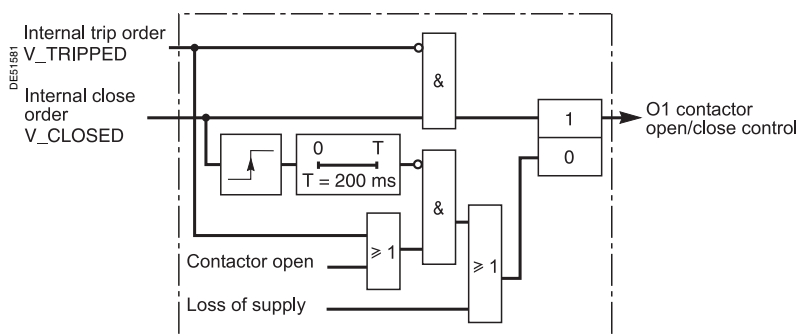 Internal trip order
V_TRIPPED
DE51581
Internal close
order
V_CLOSED
&
1
0
O1 contactor
open/close control
0 T
T = 200 ms
&
⩾ 1
Contactor open
⩾ 1
Loss of supply